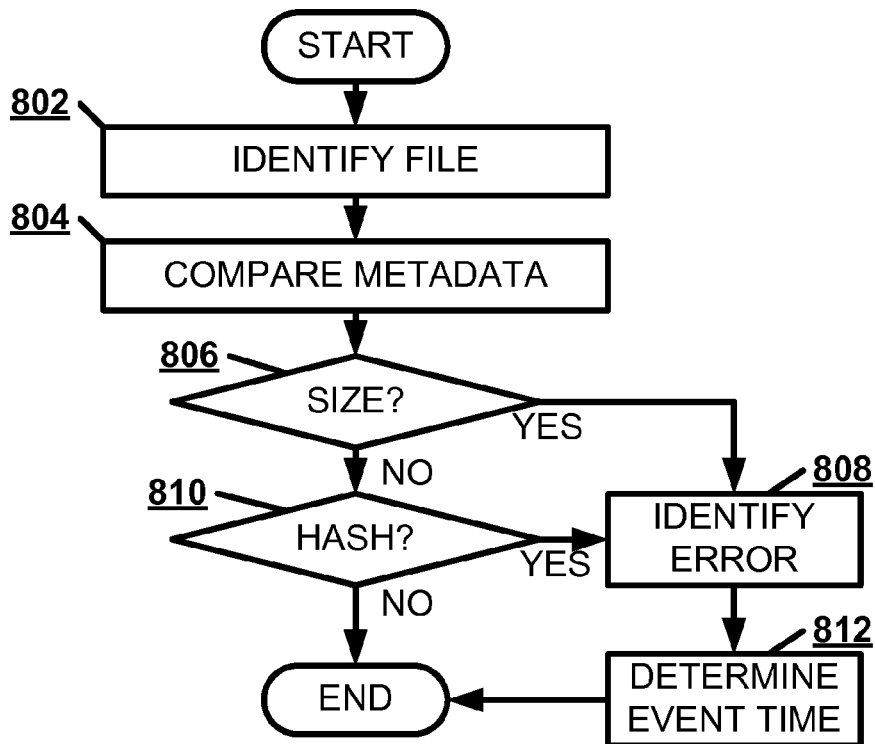 START
802
IDENTIFY FILE
804
COMPARE METADATA
806
SIZE?
YES
NO
810
HASH?
YES
NO
808
IDENTIFY
ERROR
812
DETERMINE
EVENT TIME
END